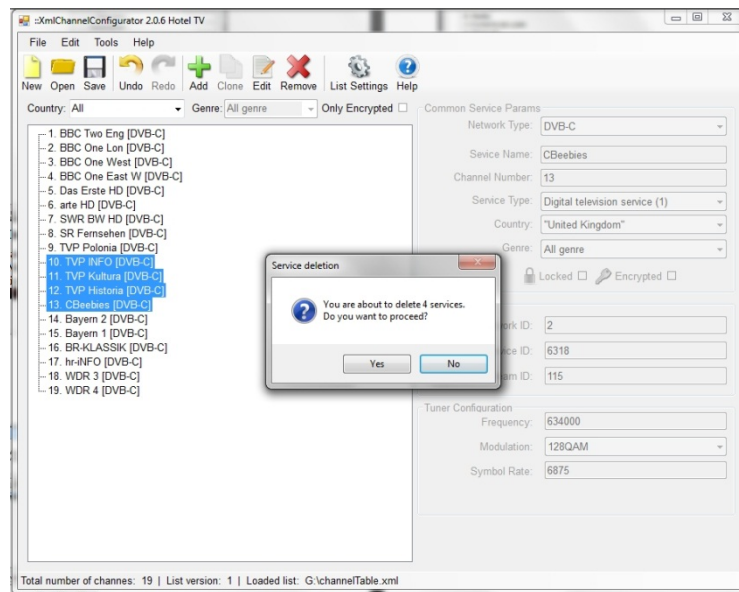 ::XmlChannelConfigurator 2.0.6 Hotel TV
File Edit Tools Help
New Open Save Undo Redo Add Clone Edit Remove List Settings Help
Country: All Genre: All genre Only Encrypted
1. BBC Two Eng [DVB-C]
2. BBC One Lon [DVB-C]
3. BBC One West [DVB-C]
4. BBC One East W [DVB-C]
5. Das Erste HD [DVB-C]
6. arte HD [DVB-C]
7. SWR BW HD [DVB-C]
8. SR Fernsehen [DVB-C]
9. TVP Polonia [DVB-C]
10. TVP INFO [DVB-C]
11. TVP Kultura [DVB-C]
12. TVP Historia [DVB-C]
13. CBeebies [DVB-C]
14. Bayern 2 [DVB-C]
15. Bayern 1 [DVB-C]
16. BR-KLASSIK [DVB-C]
17. hr-iNFO [DVB-C]
18. WDR 3 [DVB-C]
19. WDR 4 [DVB-C]
Service deletion
You are about to delete 4 services.
Do you want to proceed?
Yes No
Common Service Params
Network Type: DVB-C
Sevice Name: CBeebies
Channel Number: 13
Service Type: Digital television service (1)
Country: "United Kingdom"
Genre: All genre
Locked Encrypted
ork ID: 2
ice ID: 6318
am ID: 115
Tuner Configuration
Frequency: 634000
Modulation: 128QAM
Symbol Rate: 6875
Total number of channes: 19 | List version: 1 | Loaded list: G:\channelTable.xml